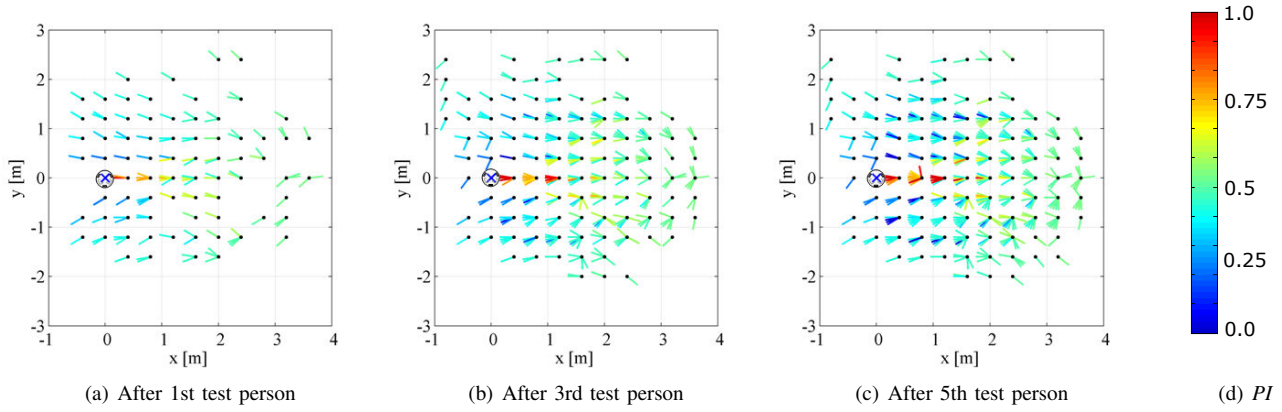 3
2
1
0
-1
-2
-3
y [m]
-1 0 1 2 3 4
x [m]
(a) After 1st test person
3
2
1
0
-1
-2
-3
y [m]
-1 0 1 2 3 4
x [m]
(b) After 3rd test person
3
2
1
0
-1
-2
-3
y [m]
-1 0 1 2 3 4
x [m]
(c) After 5th test person
1.0
0.75
0.5
0.25
0.0
(d) PI